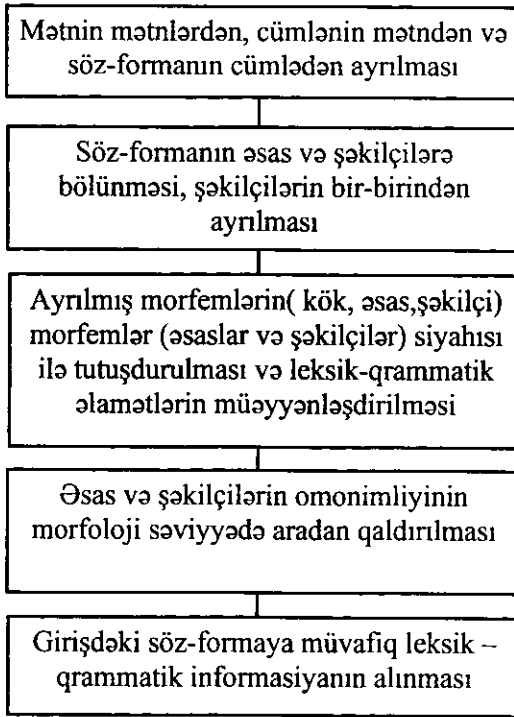 Mətnin mətnlərdən, cümlənin mətndən və
söz-formanın cümlədən ayrılması
Söz-formanın əsas və şəkilçilərə
bölünməsi, şəkilçilərin bir-birindən
ayrılması
Ayrılmış morfemlərin( kök, əsas,şəkilçi)
morfemlər (əsaslar və şəkilçilər) siyahısı
ilə tutuşdurulması və leksik-qrammatik
əlamətlərin müəyyənləşdirilməsi
Əsas və şəkilçilərin omonimliyinin
morfoloji səviyyədə aradan qaldırılması
Girişdəki söz-formaya müvafiq leksik –
qrammatik informasiyanın alınması